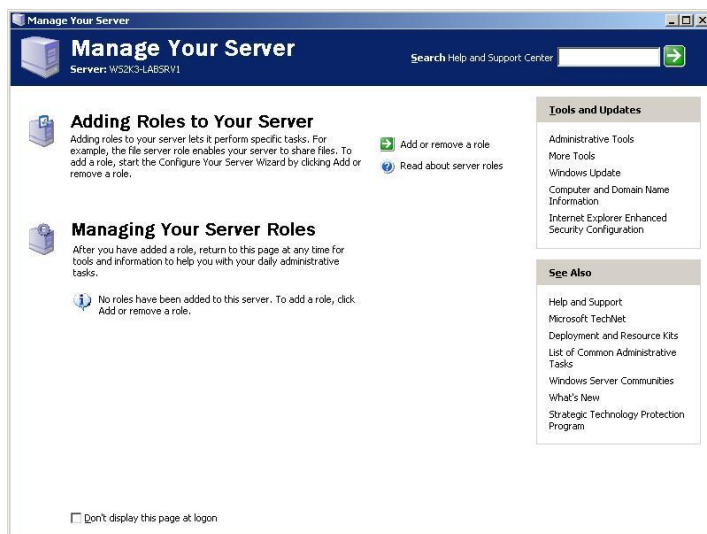 Manage Your Server
Manage Your Server
Server: WS2K3-LABSRV1
Search Help and Support Center
Adding Roles to Your Server
Adding roles to your server lets it perform specific tasks. For
example, the file server role enables your server to share files. To
add a role, start the Configure Your Server Wizard by clicking Add or
remove a role.
Add or remove a role
Read about server roles
Managing Your Server Roles
After you have added a role, return to this page at any time for
tools and information to help you with your daily administrative
tasks.
No roles have been added to this server. To add a role, click
Add or remove a role.
Tools and Updates
Administrative Tools
More Tools
Windows Update
Computer and Domain Name
Information
Internet Explorer Enhanced
Security Configuration
See Also
Help and Support
Microsoft TechNet
Deployment and Resource Kits
List of Common Administrative
Tasks
Windows Server Communities
What's New
Strategic Technology Protection
Program
Don't display this page at logon